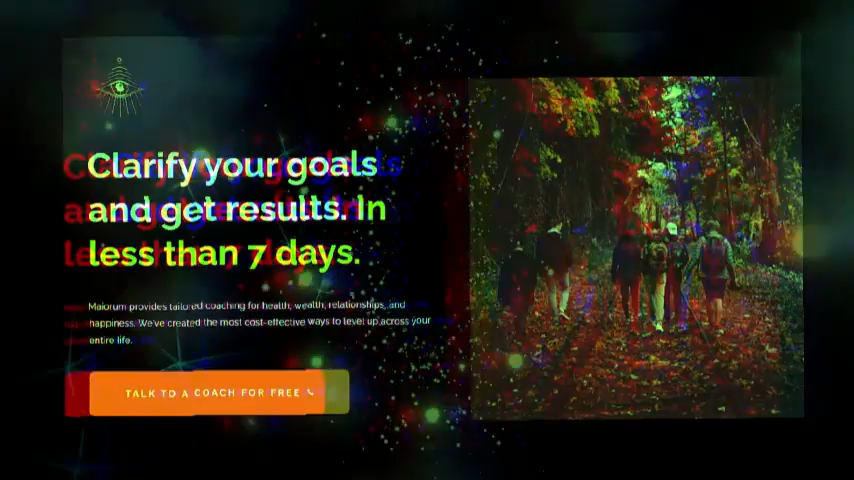 Clarify your goals
and get results. In
less than 7 days.
Maiorum provides tailored coaching for health, wealth, relationships, and
happiness. We've created the most cost-effective ways to level up across your
entire life.
TALK TO A COACH FOR FREE